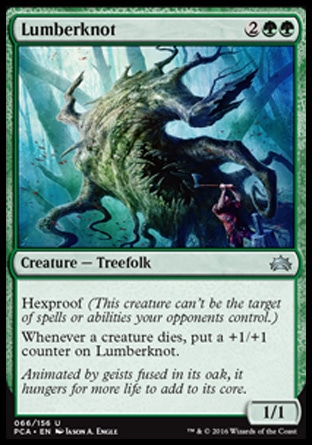 Lumberknot 2
Creature — Treefolk
Hexproof (This creature can't be the target
of spells or abilities your opponents control.)
Whenever a creature dies, put a +1/+1
counter on Lumberknot.
Animated by geists fused in its oak, it
hungers for more life to add to its core.
1/1
066/156 U
PCA • EN Jason A. Engle
™ & © 2016 Wizards of the Coast